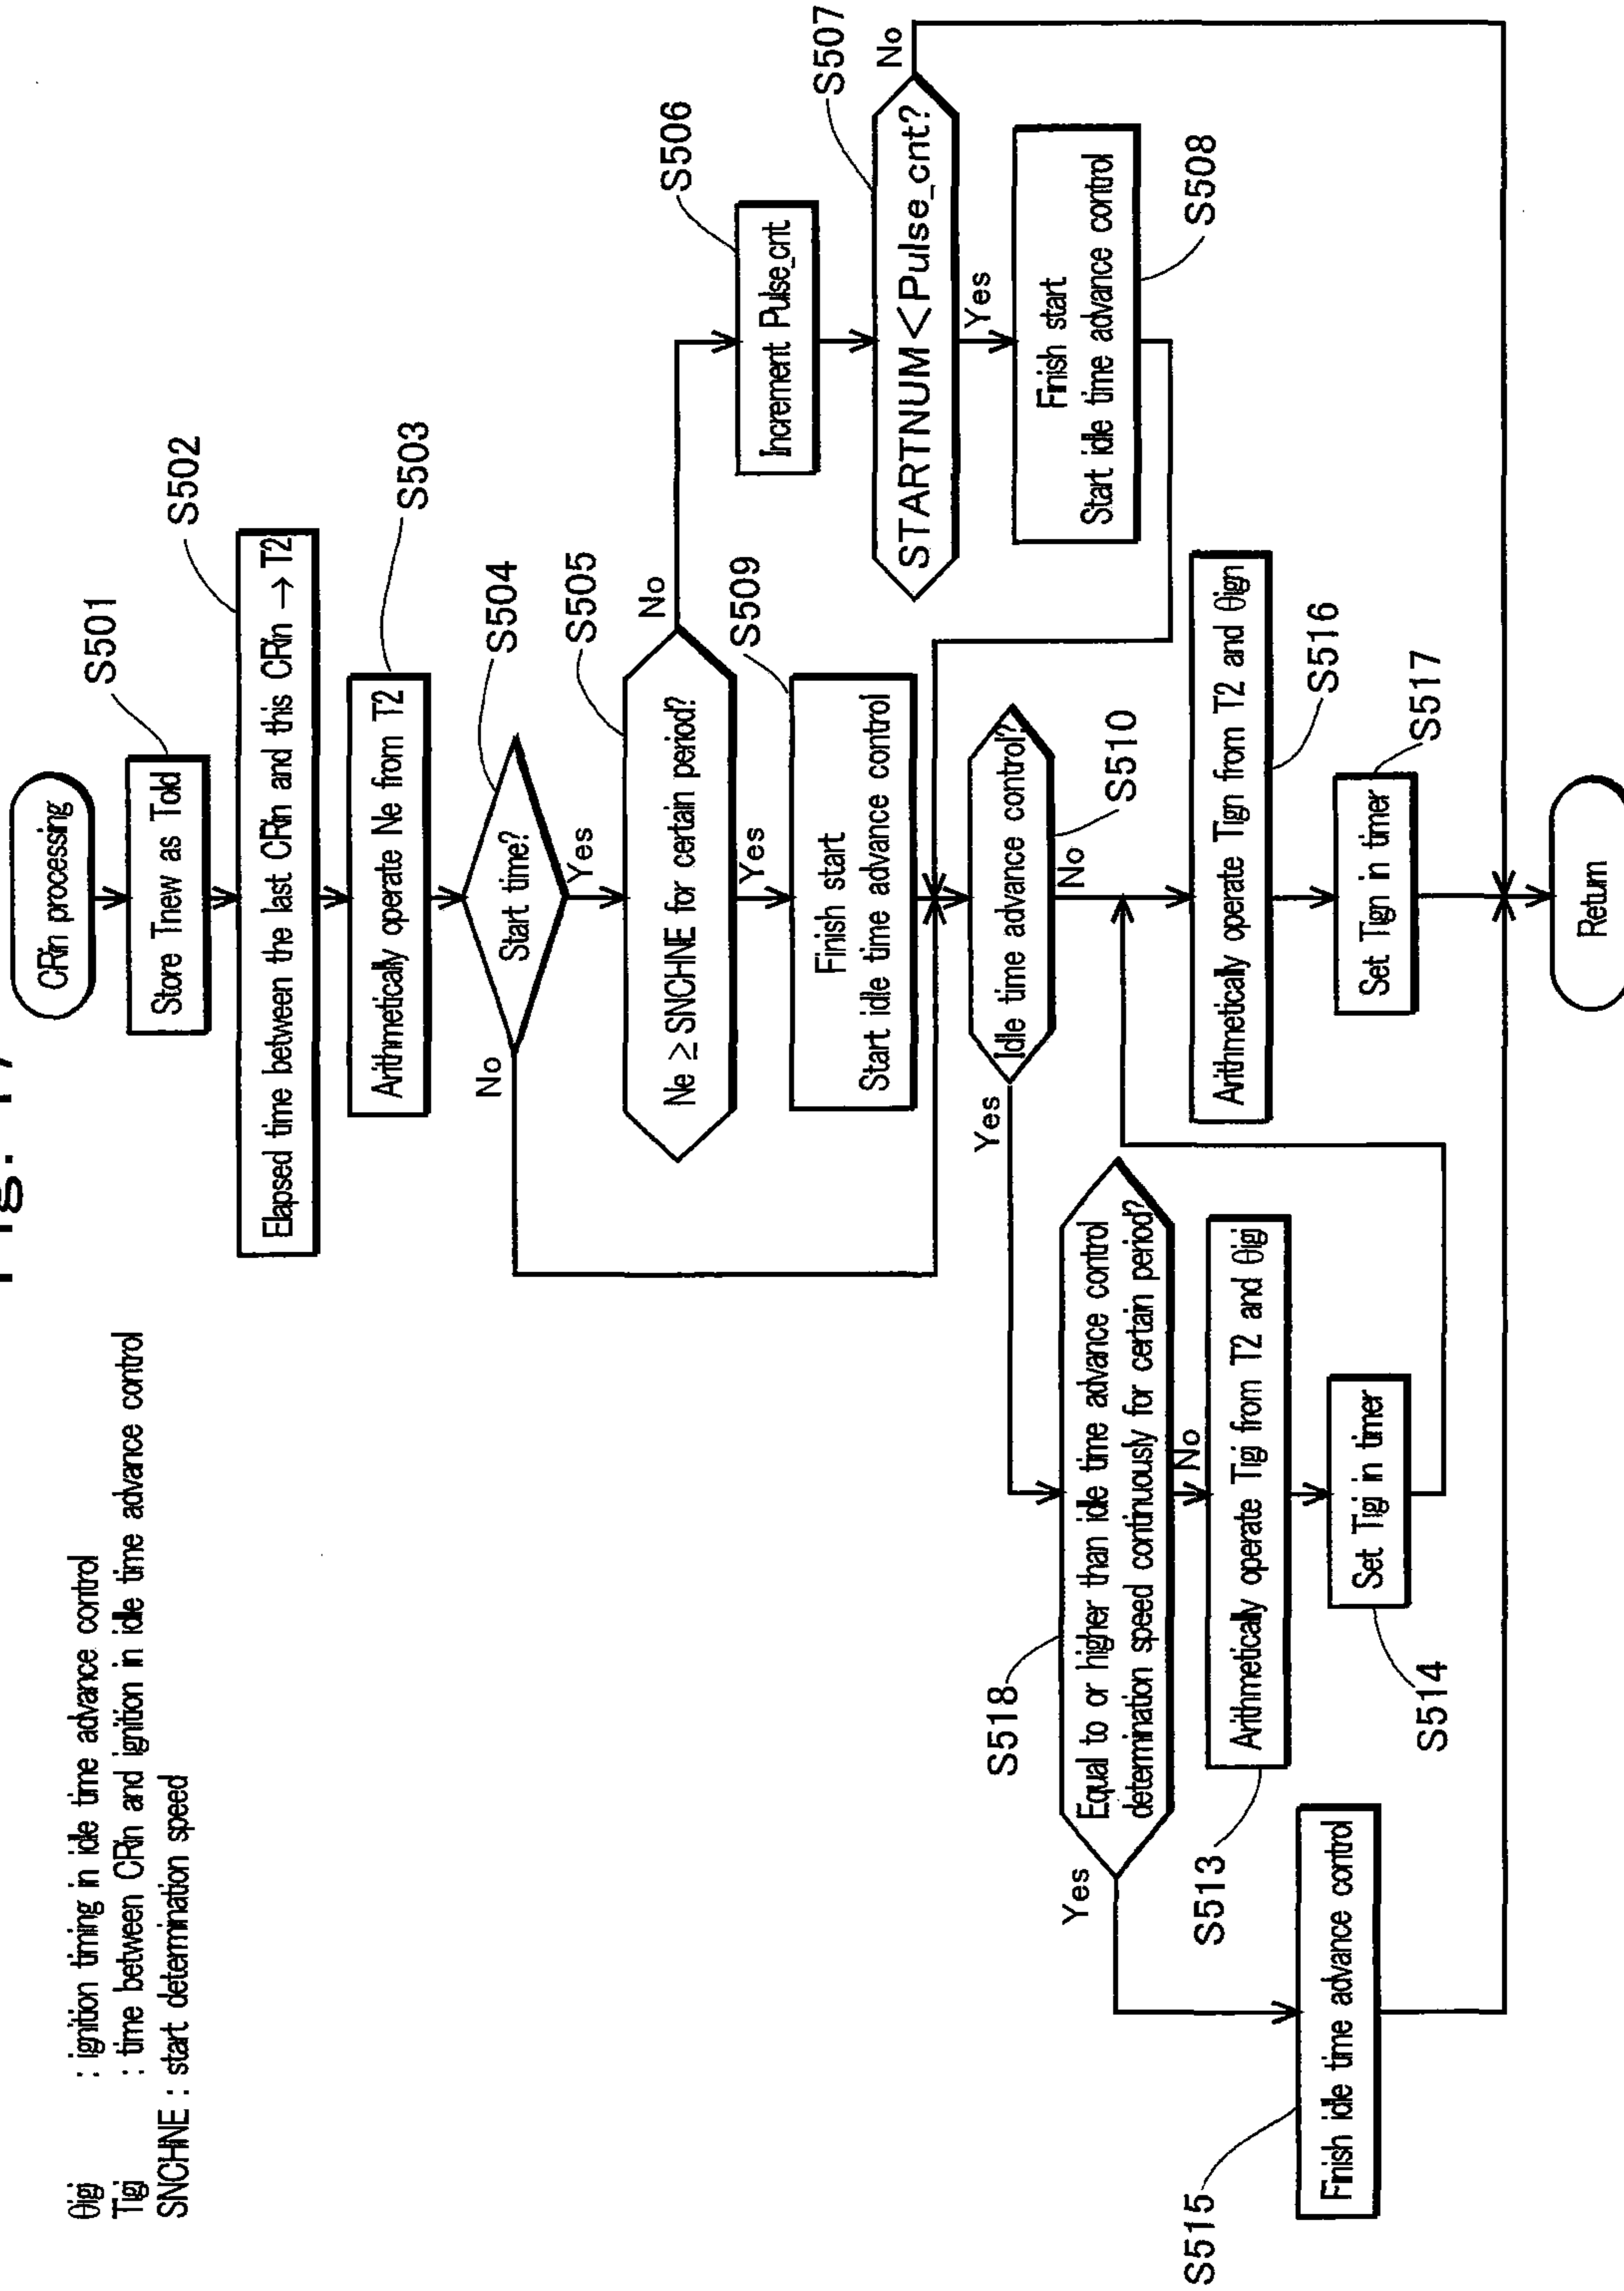 θigi : ignition timing in idle time advance control
Tigi : time between CRin and ignition in idle time advance control
SNCHNE : start determination speed
CRin processing
Store Tnew as Told
S501
Elapsed time between the last CRin and this CRin → T2
S502
Arithmetically operate Ne from T2
S503
Start time?
S504
No
Yes
Ne ≥ SNCHNE for certain period?
S505
No
Yes
Increment Pulse_cnt
S506
STARTNUM<Pulse_cnt?
S507
No
Yes
Finish start
Start idle time advance control
S508
Finish start
Start idle time advance control
S509
Idle time advance control?
S510
Yes
No
Equal to or higher than idle time advance control
determination speed continuously for certain period?
S518
Yes
No
Arithmetically operate Tigi from T2 and θigi
S513
Set Tigi in timer
S514
Finish idle time advance control
S515
Arithmetically operate Tign from T2 and θign
S516
Set Tign in timer
S517
Return